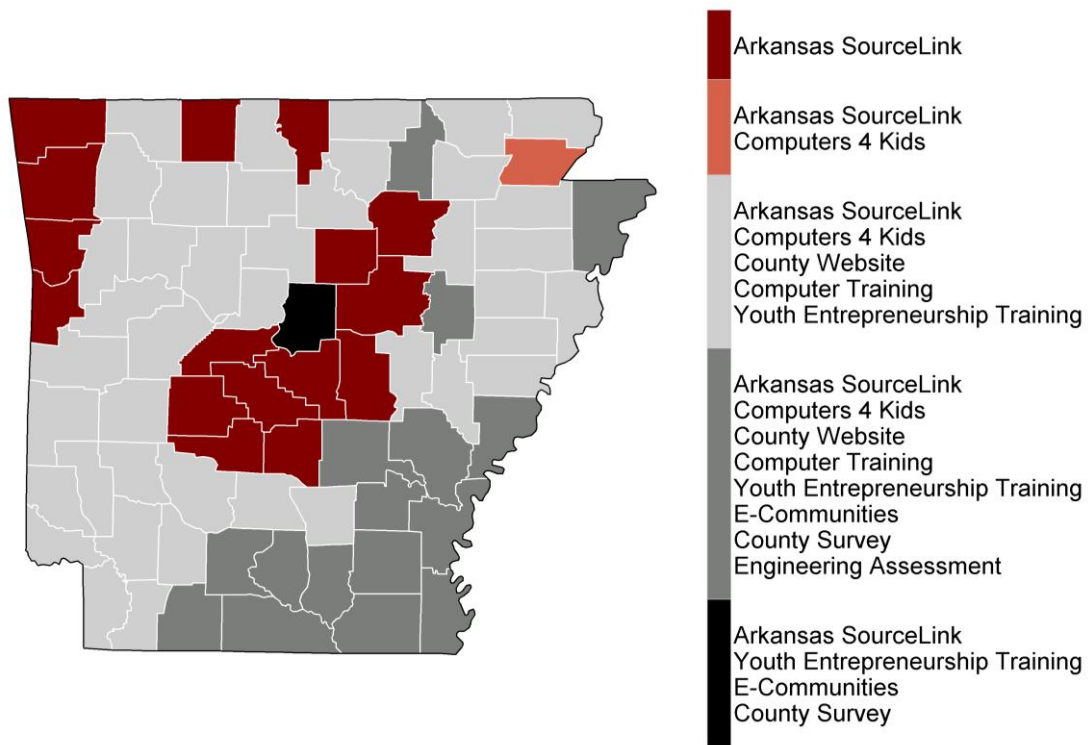 Arkansas SourceLink
Arkansas SourceLink
Computers 4 Kids
Arkansas SourceLink
Computers 4 Kids
County Website
Computer Training
Youth Entrepreneurship Training
Arkansas SourceLink
Computers 4 Kids
County Website
Computer Training
Youth Entrepreneurship Training
E-Communities
County Survey
Engineering Assessment
Arkansas SourceLink
Youth Entrepreneurship Training
E-Communities
County Survey